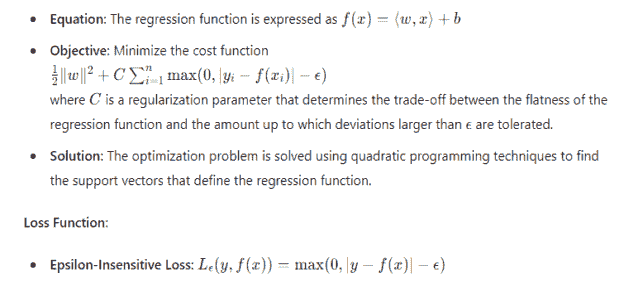 • Equation: The regression function is expressed as f(x) = ⟨w, x⟩ + b
• Objective: Minimize the cost function
½‖w‖² + C∑ⁿᵢ₌₁ max(0, |yᵢ − f(xᵢ)| − ϵ)
where C is a regularization parameter that determines the trade-off between the flatness of the
regression function and the amount up to which deviations larger than ϵ are tolerated.
• Solution: The optimization problem is solved using quadratic programming techniques to find
the support vectors that define the regression function.
Loss Function:
• Epsilon-Insensitive Loss: Lϵ(y, f(x)) = max(0, |y − f(x)| − ϵ)